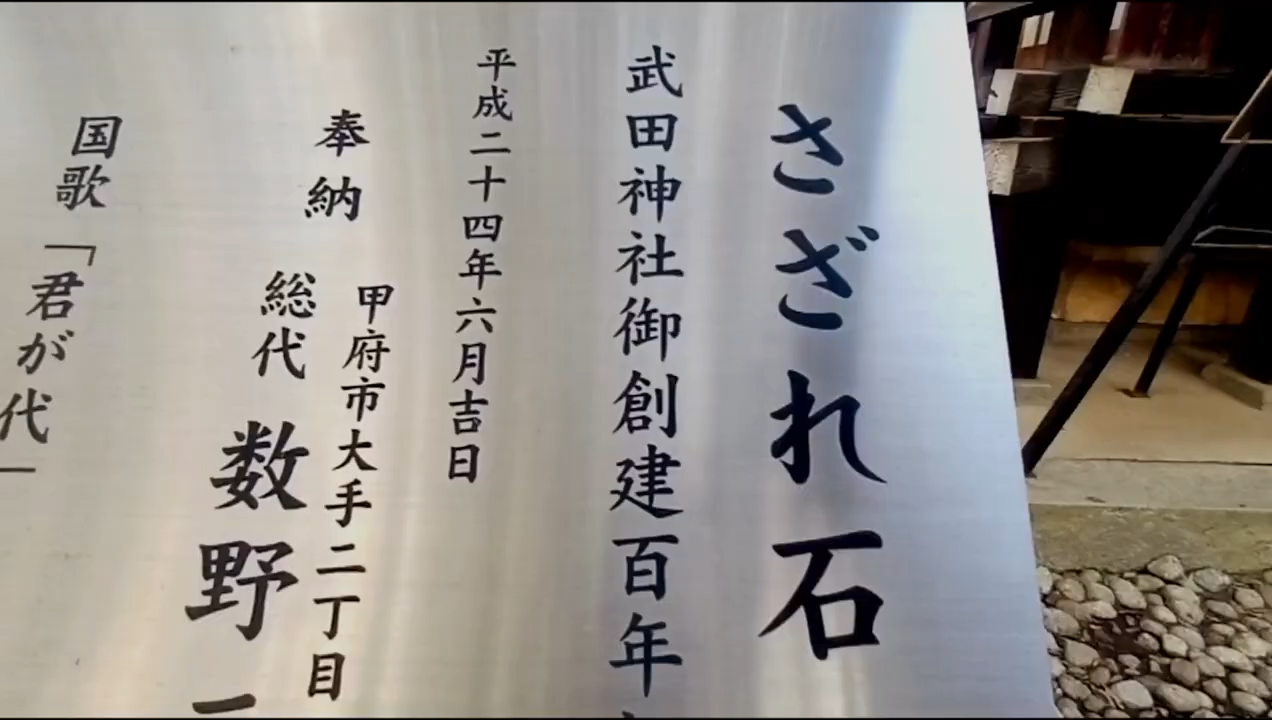 さざれ石
武田神社御創建百年
平成二十四年六月吉日
奉納
甲府市大手二丁目
総代 数野
国歌「君が代」